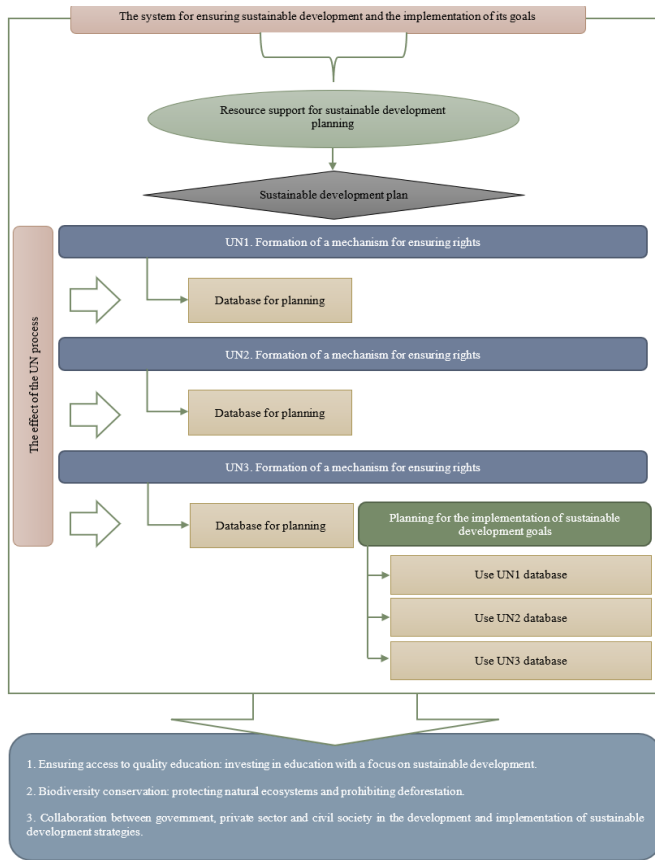 The system for ensuring sustainable development and the implementation of its goals
Resource support for sustainable development
planning
Sustainable development plan
The effect of the UN process
UN1. Formation of a mechanism for ensuring rights
Database for planning
UN2. Formation of a mechanism for ensuring rights
Database for planning
UN3. Formation of a mechanism for ensuring rights
Database for planning
Planning for the implementation of sustainable
development goals
Use UN1 database
Use UN2 database
Use UN3 database
1. Ensuring access to quality education: investing in education with a focus on sustainable development.
2. Biodiversity conservation: protecting natural ecosystems and prohibiting deforestation.
3. Collaboration between government, private sector and civil society in the development and implementation of sustainable
development strategies.